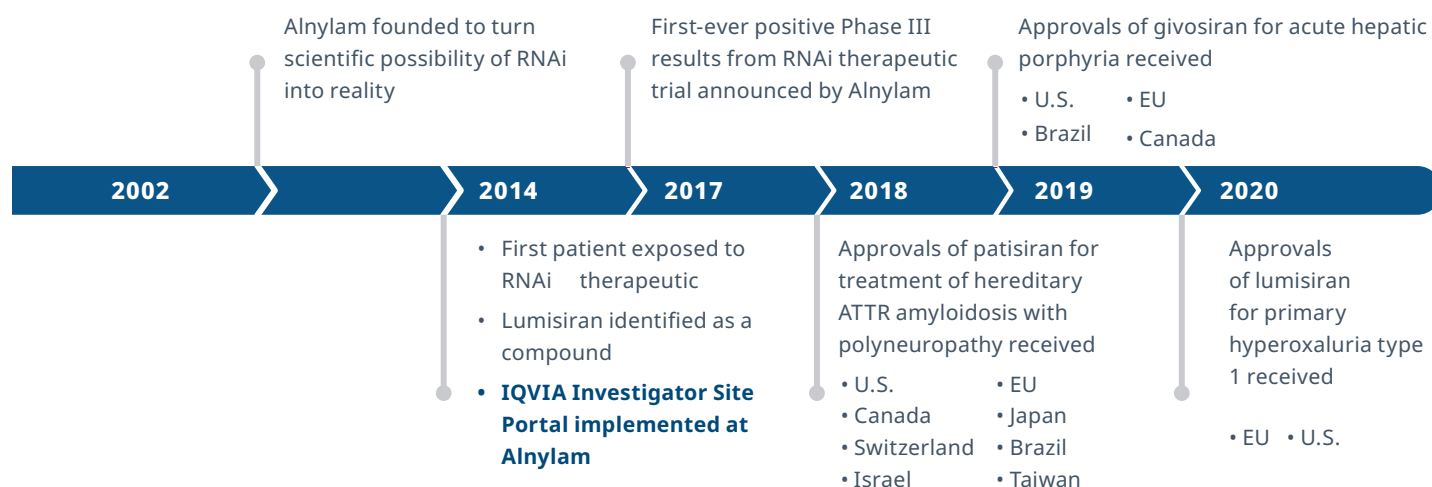 Alnylam founded to turn
scientific possibility of RNAi
into reality
First-ever positive Phase III
results from RNAi therapeutic
trial announced by Alnylam
Approvals of givosiran for acute hepatic
porphyria received
• U.S. • EU
• Brazil • Canada
2002 2014 2017 2018 2019 2020
• First patient exposed to
RNAi therapeutic
• Lumisiran identified as a
compound
• IQVIA Investigator Site
Portal implemented at
Alnylam
Approvals of patisiran for
treatment of hereditary
ATTR amyloidosis with
polyneuropathy received
• U.S. • EU
• Canada • Japan
• Switzerland • Brazil
• Israel • Taiwan
Approvals
of lumisiran
for primary
hyperoxaluria type
1 received
• EU • U.S.